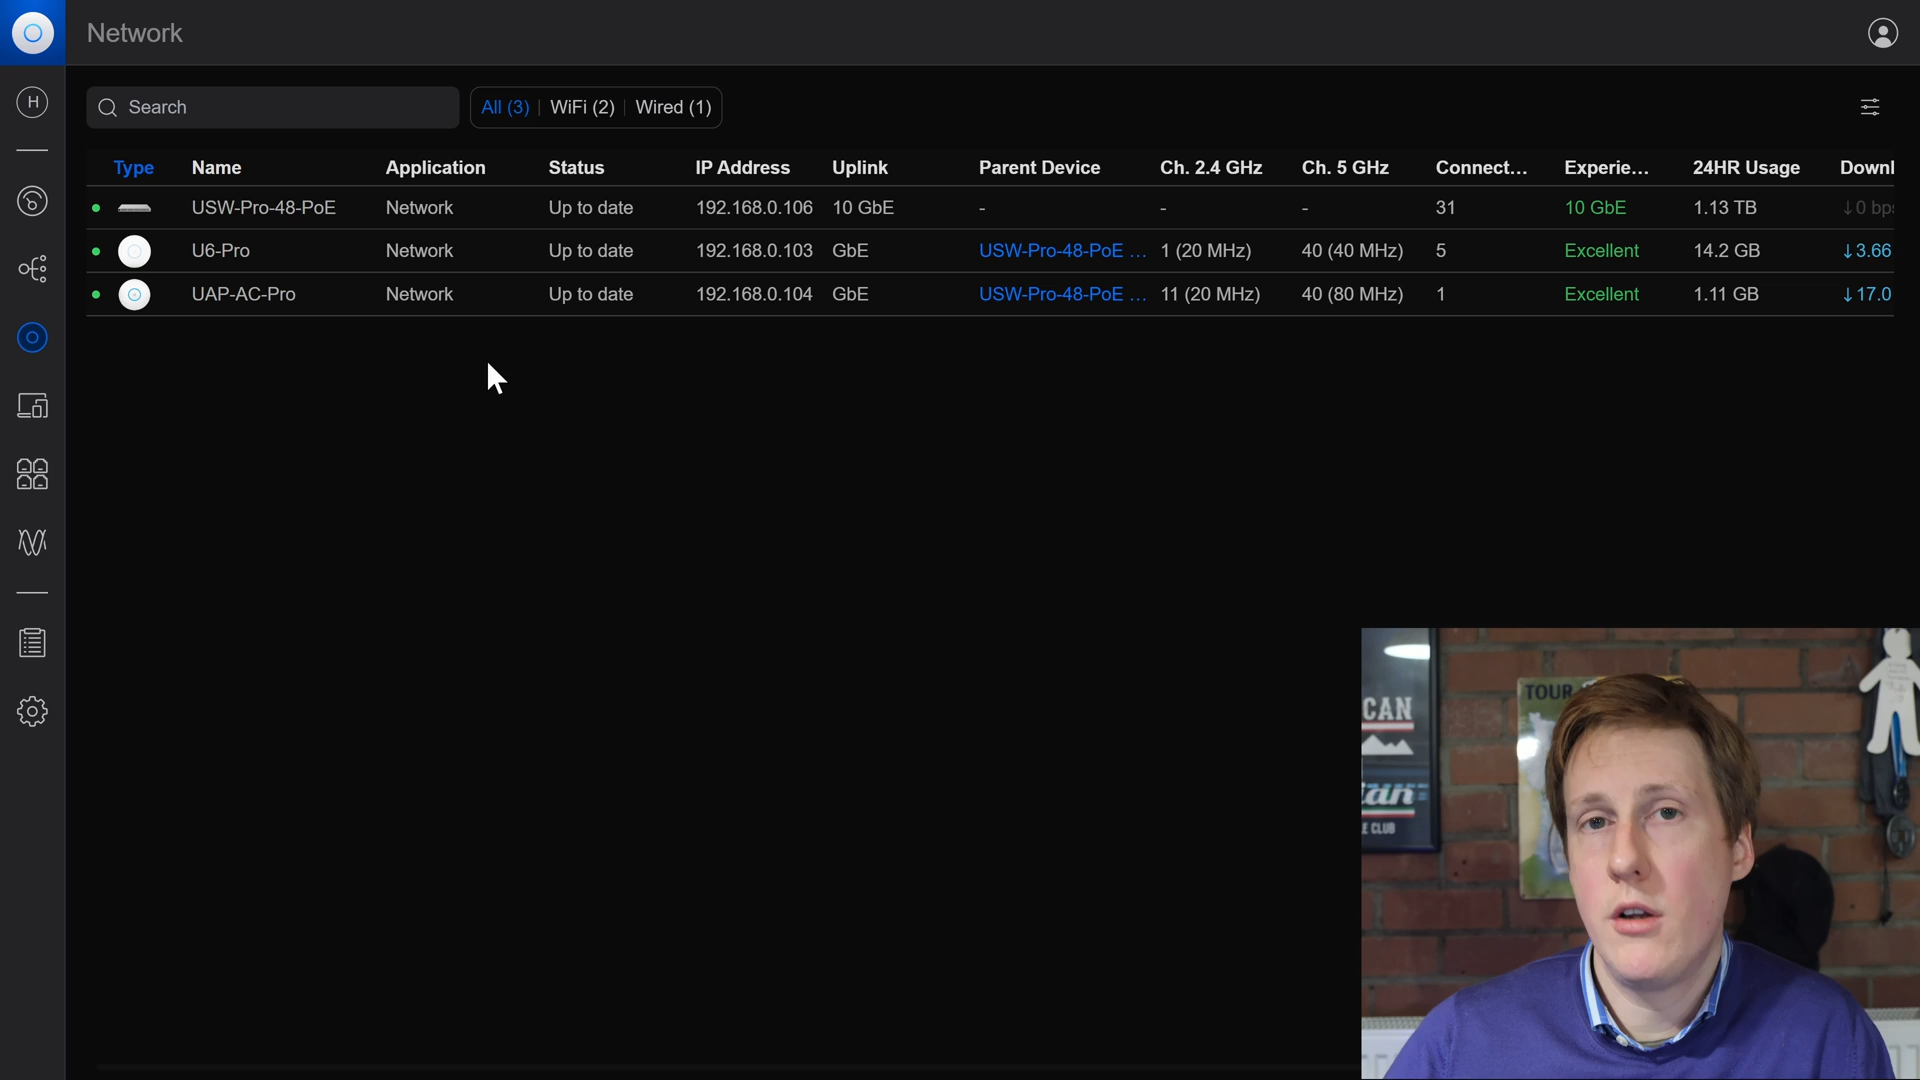 Network
H
Search
All (3) | WiFi (2) | Wired (1)
Type Name Application Status IP Address Uplink Parent Device Ch. 2.4 GHz Ch. 5 GHz Connect... Experie... 24HR Usage Downl
USW-Pro-48-PoE Network Up to date 192.168.0.106 10 GbE - - - 31 10 GbE 1.13 TB ↓0 bps
U6-Pro Network Up to date 192.168.0.103 GbE USW-Pro-48-PoE ... 1 (20 MHz) 40 (40 MHz) 5 Excellent 14.2 GB ↓3.66
UAP-AC-Pro Network Up to date 192.168.0.104 GbE USW-Pro-48-PoE ... 11 (20 MHz) 40 (80 MHz) 1 Excellent 1.11 GB ↓17.0
TOUR
CAN
tan
E CLUB